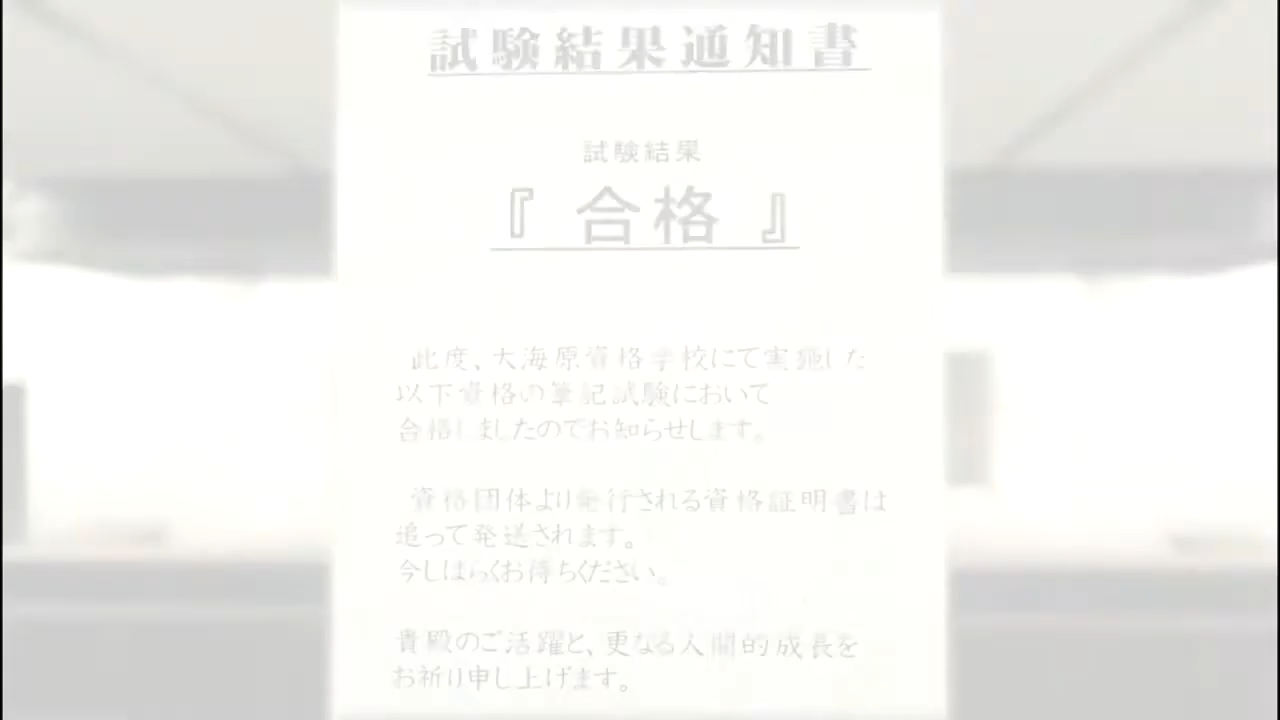 試験結果通知書
試験結果
『 合格 』
此度、大海原資格学校にて実施した
以下資格の筆記試験において
合格しましたのでお知らせします。
資格団体より発行される資格証明書は
追って発送されます。
今しばらくお待ちください。
貴殿のご活躍と、更なる人間的成長を
お祈り申し上げます。